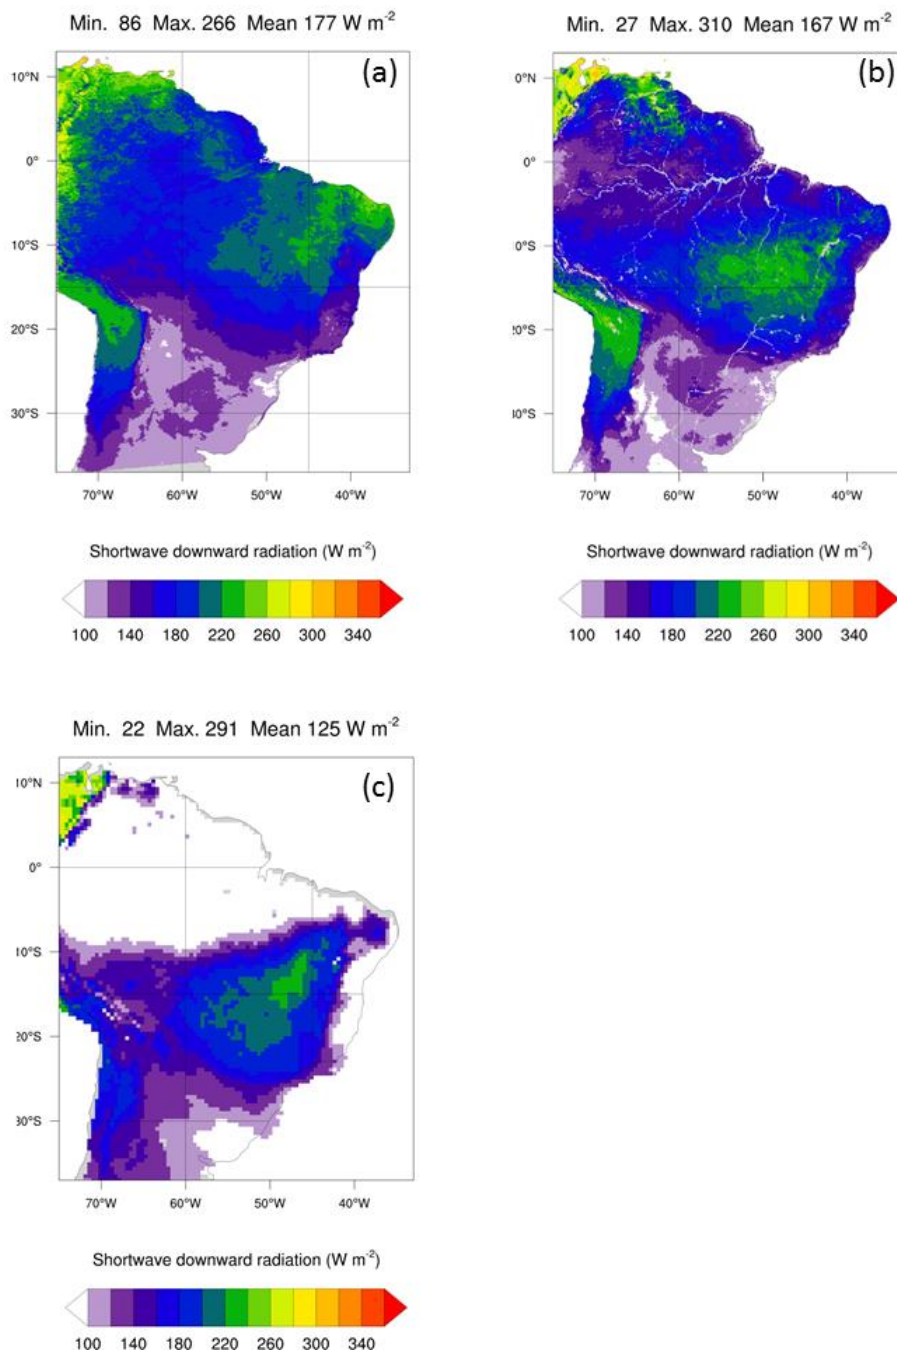 Min. 86 Max. 266 Mean 177 W m-2
(a)
10°N
0°
10°S
20°S
30°S
70°W 60°W 50°W 40°W
Shortwave downward radiation (W m-2)
100 140 180 220 260 300 340
Min. 27 Max. 310 Mean 167 W m-2
(b)
0°N
0°
0°S
20°S
30°S
70°W 60°W 50°W 40°W
Shortwave downward radiation (W m-2)
100 140 180 220 260 300 340
Min. 22 Max. 291 Mean 125 W m-2
(c)
10°N
0°
10°S
20°S
30°S
70°W 60°W 50°W 40°W
Shortwave downward radiation (W m-2)
100 140 180 220 260 300 340